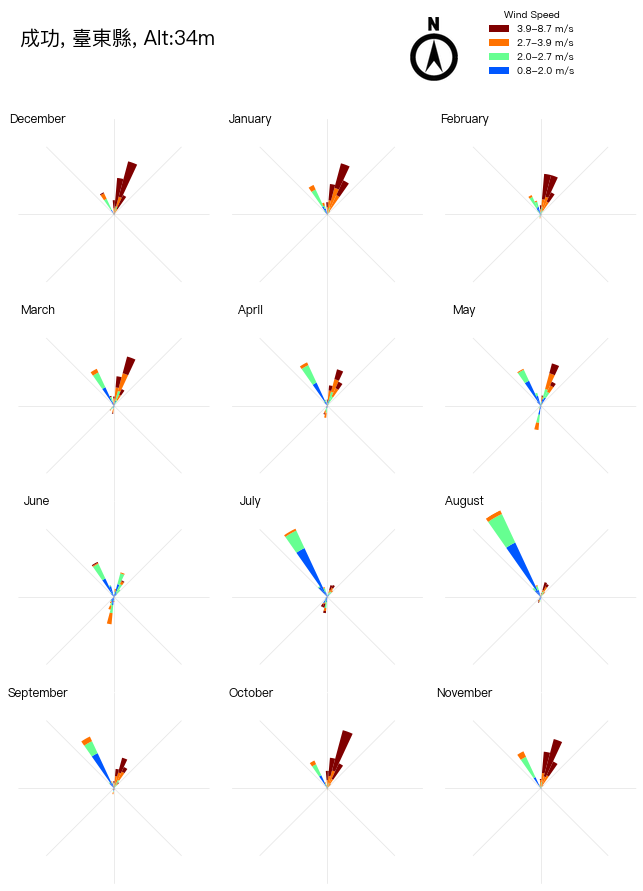 成功, 臺東縣, Alt:34m
N
Wind Speed
3.9–8.7 m/s
2.7–3.9 m/s
2.0–2.7 m/s
0.8–2.0 m/s
December
January
February
March
April
May
June
July
August
September
October
November